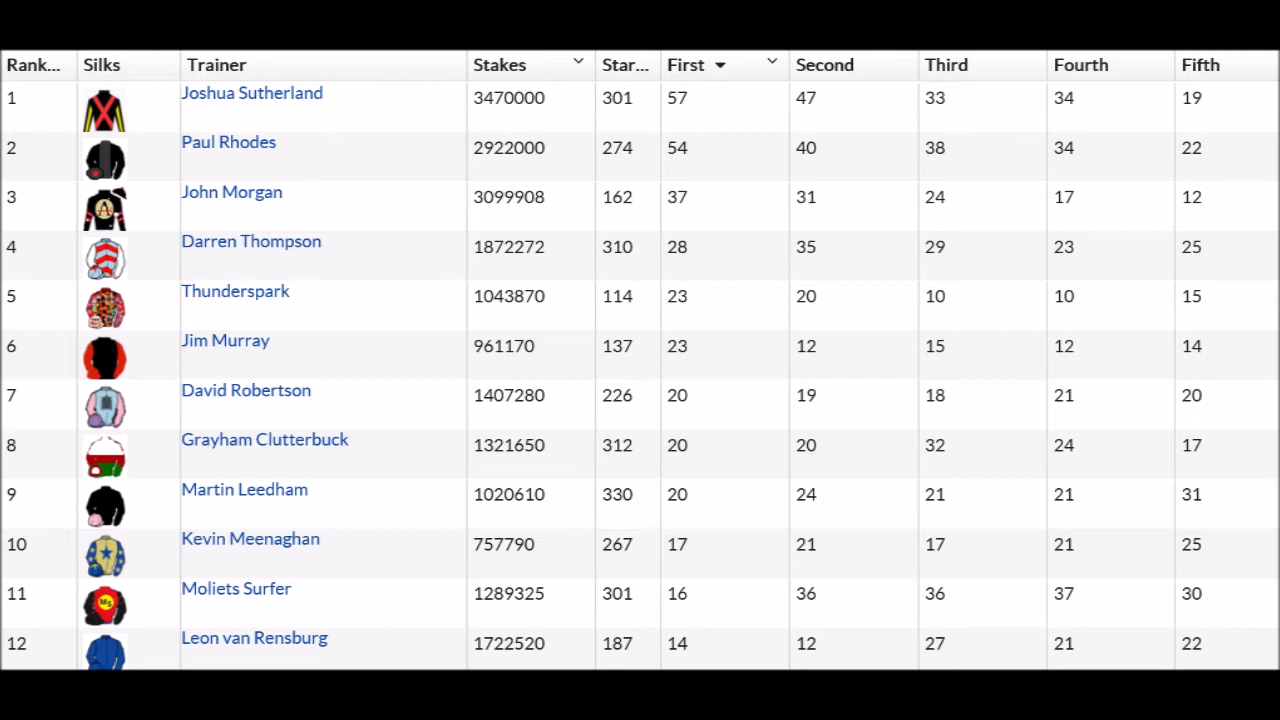 Rank... Silks Trainer Stakes Star... First Second Third Fourth Fifth
1 Joshua Sutherland 3470000 301 57 47 33 34 19
2 Paul Rhodes 2922000 274 54 40 38 34 22
3 John Morgan 3099908 162 37 31 24 17 12
4 Darren Thompson 1872272 310 28 35 29 23 25
5 Thunderspark 1043870 114 23 20 10 10 15
6 Jim Murray 961170 137 23 12 15 12 14
7 David Robertson 1407280 226 20 19 18 21 20
8 Grayham Clutterbuck 1321650 312 20 20 32 24 17
9 Martin Leedham 1020610 330 20 24 21 21 31
10 Kevin Meenaghan 757790 267 17 21 17 21 25
11 Moliets Surfer 1289325 301 16 36 36 37 30
12 Leon van Rensburg 1722520 187 14 12 27 21 22